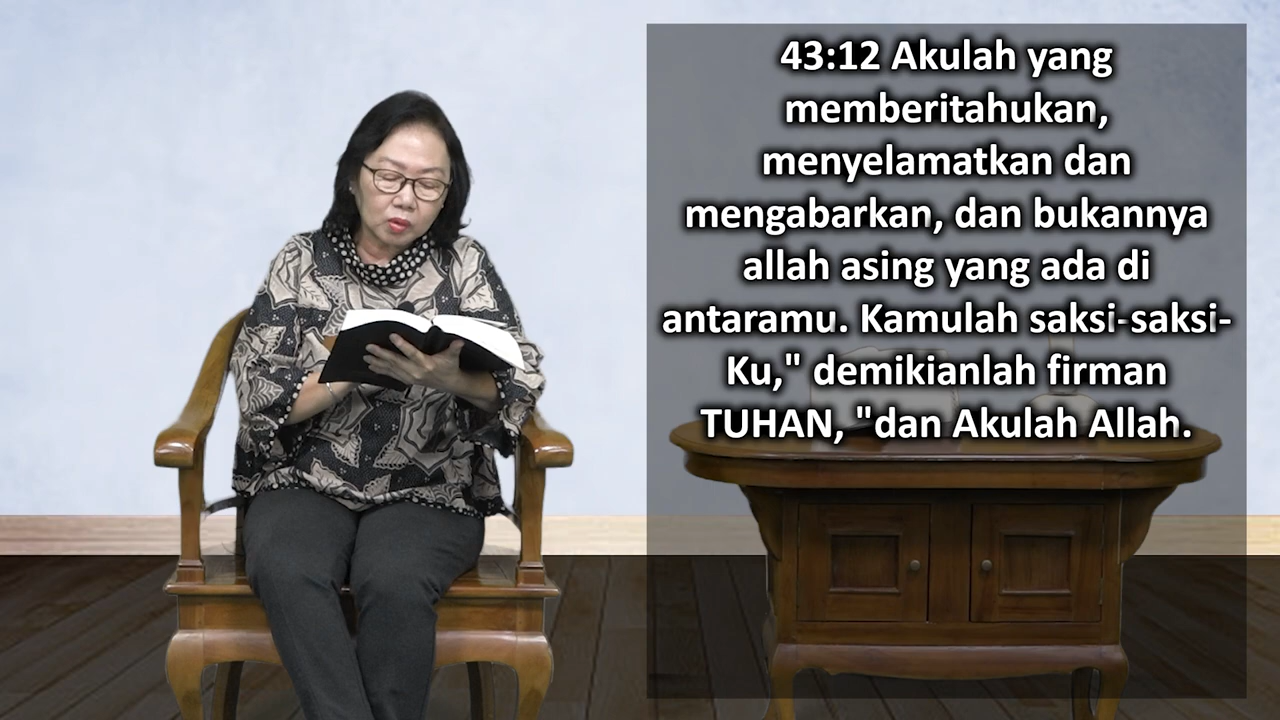 43:12 Akulah yang
memberitahukan,
menyelamatkan dan
mengabarkan, dan bukannya
allah asing yang ada di
antaramu. Kamulah saksi-saksi-
Ku," demikianlah firman
TUHAN, "dan Akulah Allah.